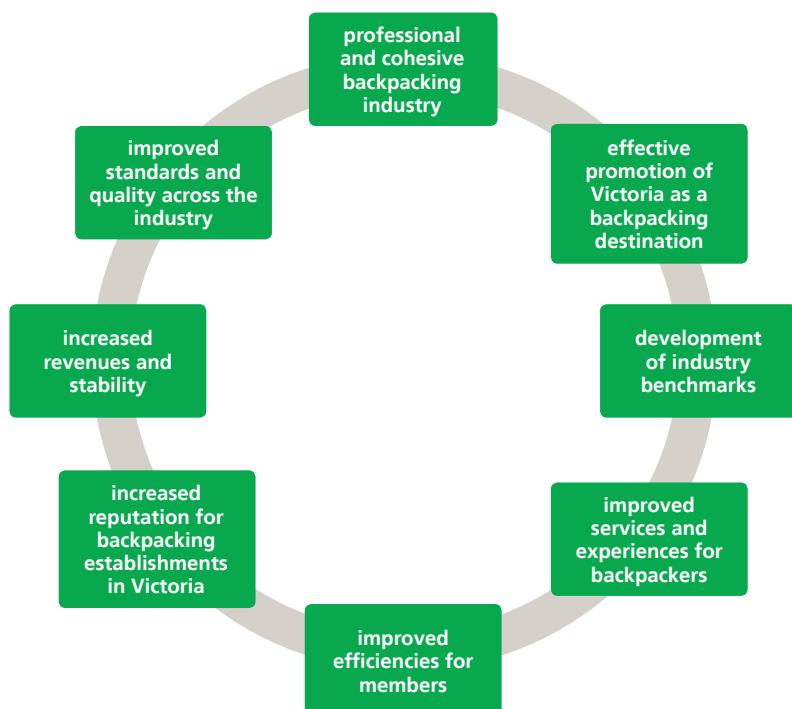 professional
and cohesive
backpacking
industry
effective
promotion of
Victoria as a
backpacking
destination
development
of industry
benchmarks
improved
services and
experiences for
backpackers
improved
efficiencies for
members
increased
reputation for
backpacking
establishments
in Victoria
increased
revenues and
stability
improved
standards and
quality across the
industry